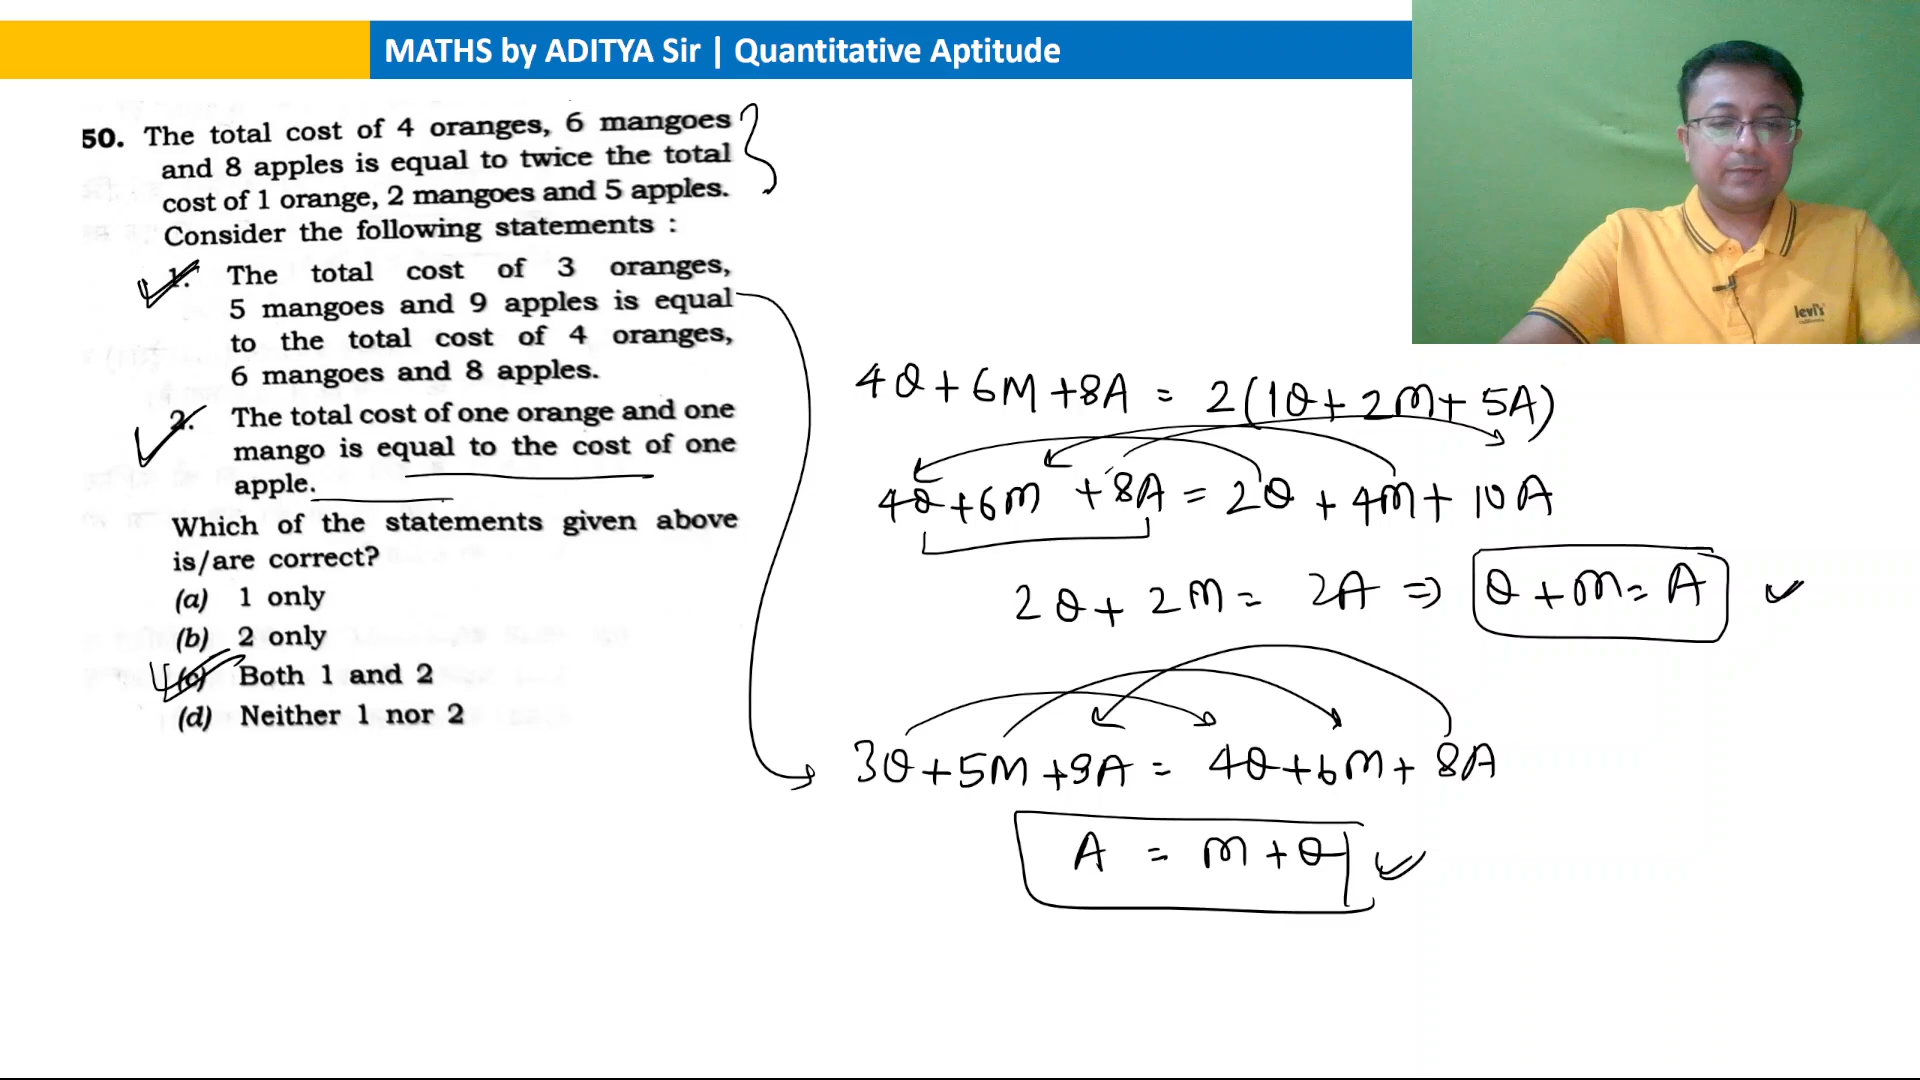 MATHS by ADITYA Sir | Quantitative Aptitude
50. The total cost of 4 oranges, 6 mangoes
and 8 apples is equal to twice the total
cost of 1 orange, 2 mangoes and 5 apples.
Consider the following statements :
1. The total cost of 3 oranges,
5 mangoes and 9 apples is equal
to the total cost of 4 oranges,
6 mangoes and 8 apples.
2. The total cost of one orange and one
mango is equal to the cost of one
apple.
Which of the statements given above
is/are correct?
(a) 1 only
(b) 2 only
(c) Both 1 and 2
(d) Neither 1 nor 2
4O+6M+8A = 2(1O+2M+5A)
4O+6M+8A = 2O+4M+10A
2O+2M = 2A ⇒ O+M=A
3O+5M+9A = 4O+6M+8A
A = M+O
levi's